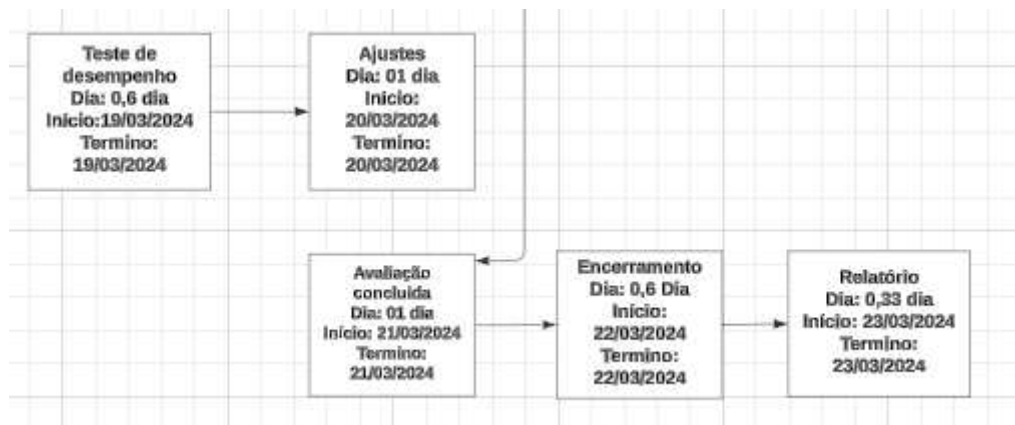 Teste de
desempenho
Dia: 0,6 dia
Início:19/03/2024
Termino:
19/03/2024
Ajustes
Dia: 01 dia
Início:
20/03/2024
Termino:
20/03/2024
Avaliação
concluida
Dia: 01 dia
Início: 21/03/2024
Termino:
21/03/2024
Encerramento
Dia: 0,6 Dia
Início:
22/03/2024
Termino:
22/03/2024
Relatório
Dia: 0,33 dia
Início: 23/03/2024
Termino:
23/03/2024